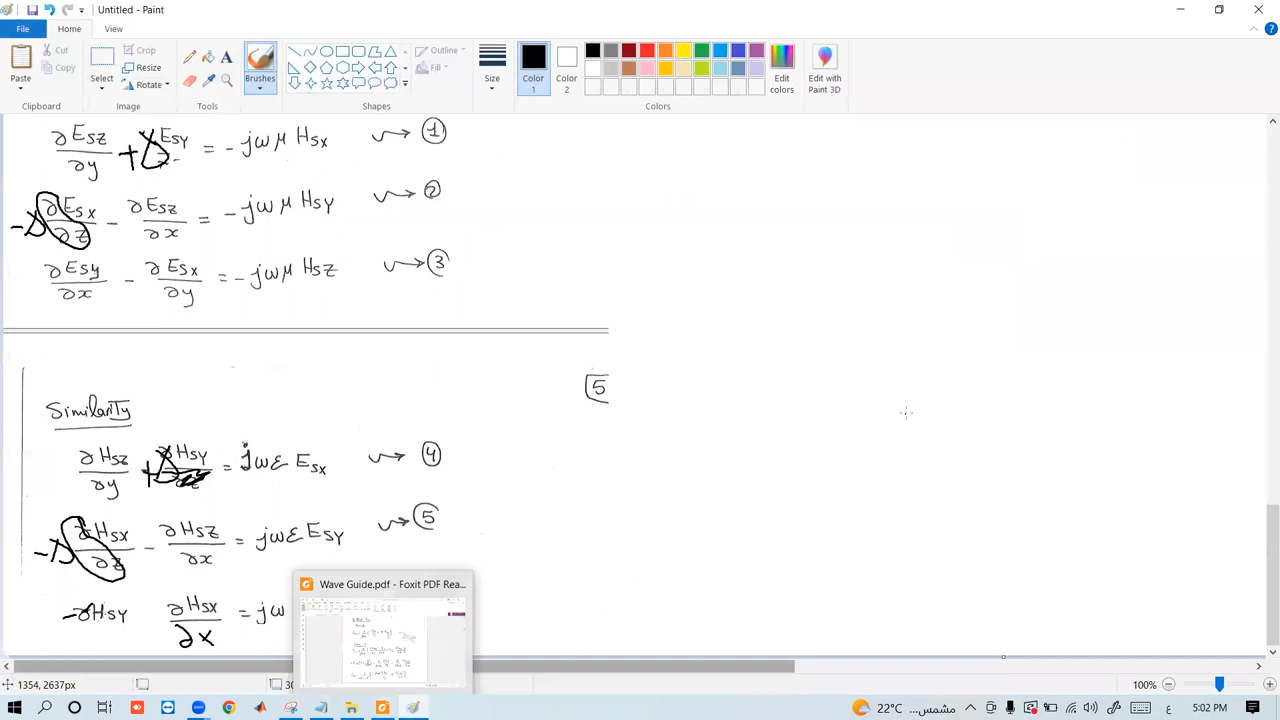 Untitled - Paint
File Home View
Paste
Cut
Copy
Clipboard
Select
Crop
Resize
Rotate
Image
Tools
Brushes
Shapes
Outline
Fill
Size
Color 1
Color 2
Colors
Edit colors
Edit with Paint 3D
∂Esz/∂y + γ Esy = - jωμ Hsx ⇝ ①
-γ ∂Esx/∂z - ∂Esz/∂x = - jωμ Hsy ⇝ ②
∂Esy/∂x - ∂Esx/∂y = - jωμ Hsz ⇝ ③
5
Similarity
∂Hsz/∂y + γ ∂Hsy/∂z = jωε Esx ⇝ ④
-γ ∂Hsx/∂z - ∂Hsz/∂x = jωε Esy ⇝ ⑤
-∂Hsy ∂Hsx/∂x = jω
Wave Guide.pdf - Foxit PDF Rea...
1354, 2637px
100%
22°C مشمس...
ع
5:02 PM